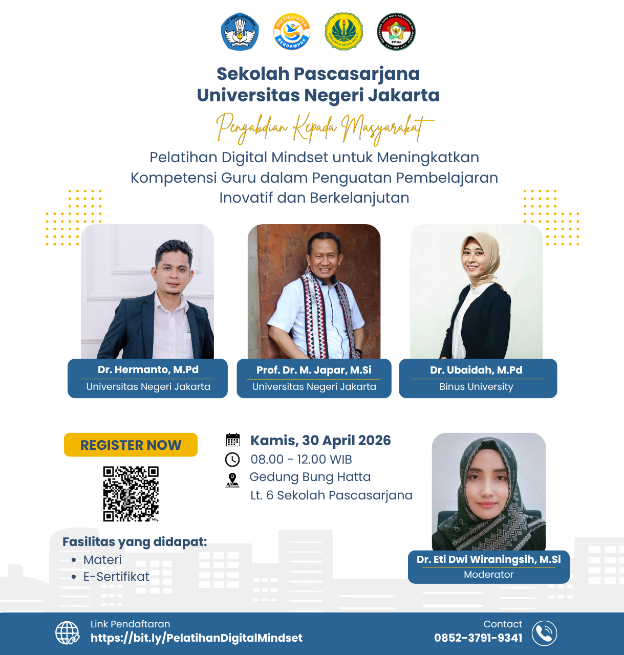 Sekolah Pascasarjana
Universitas Negeri Jakarta
Pengabdian Kepada Masyarakat
Pelatihan Digital Mindset untuk Meningkatkan
Kompetensi Guru dalam Penguatan Pembelajaran
Inovatif dan Berkelanjutan
Dr. Hermanto, M.Pd
Universitas Negeri Jakarta
Prof. Dr. M. Japar, M.Si
Universitas Negeri Jakarta
Dr. Ubaidah, M.Pd
Binus University
REGISTER NOW
Kamis, 30 April 2026
08.00 - 12.00 WIB
Gedung Bung Hatta
Lt. 6 Sekolah Pascasarjana
Fasilitas yang didapat:
• Materi
• E-Sertifikat
Dr. Eti Dwi Wiraningsih, M.Si
Moderator
Link Pendaftaran
https://bit.ly/PelatihanDigitalMindset
Contact
0852-3791-9341